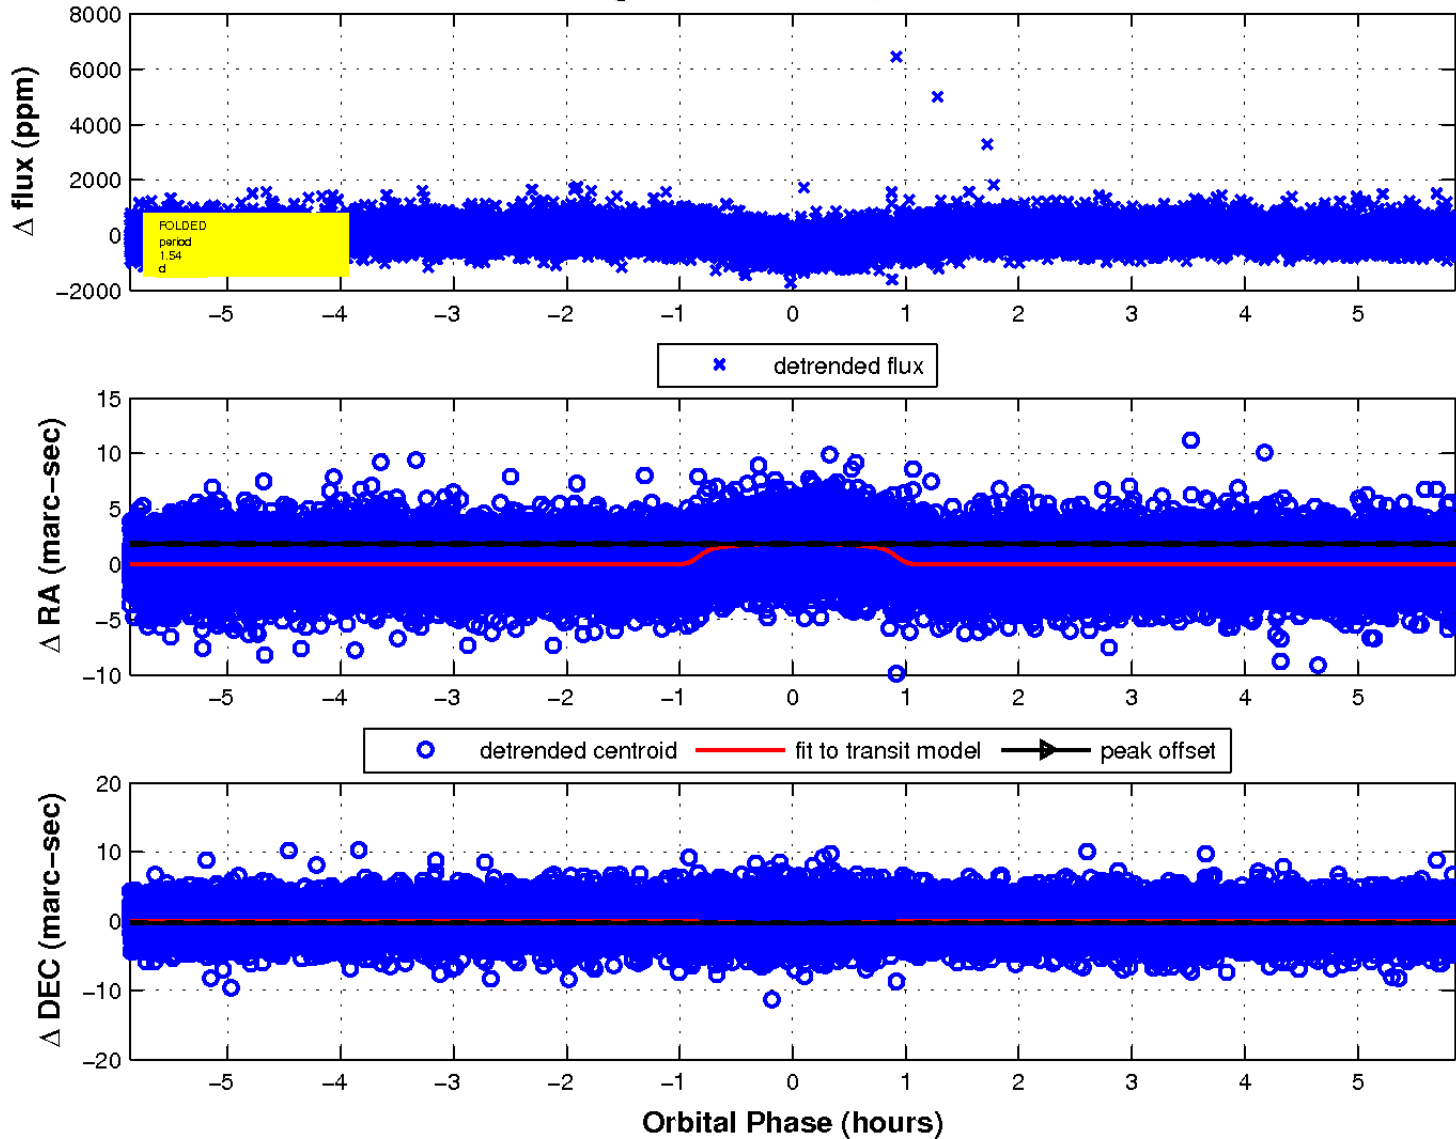 8000
6000
4000
2000
0
−2000
Δ flux (ppm)
FOLDED
period
1.54
d
−5 −4 −3 −2 −1 0 1 2 3 4 5
detrended flux
15
10
5
0
−5
−10
Δ RA (marc−sec)
−5 −4 −3 −2 −1 0 1 2 3 4 5
detrended centroid fit to transit model peak offset
20
10
0
−10
−20
Δ DEC (marc−sec)
−5 −4 −3 −2 −1 0 1 2 3 4 5
Orbital Phase (hours)